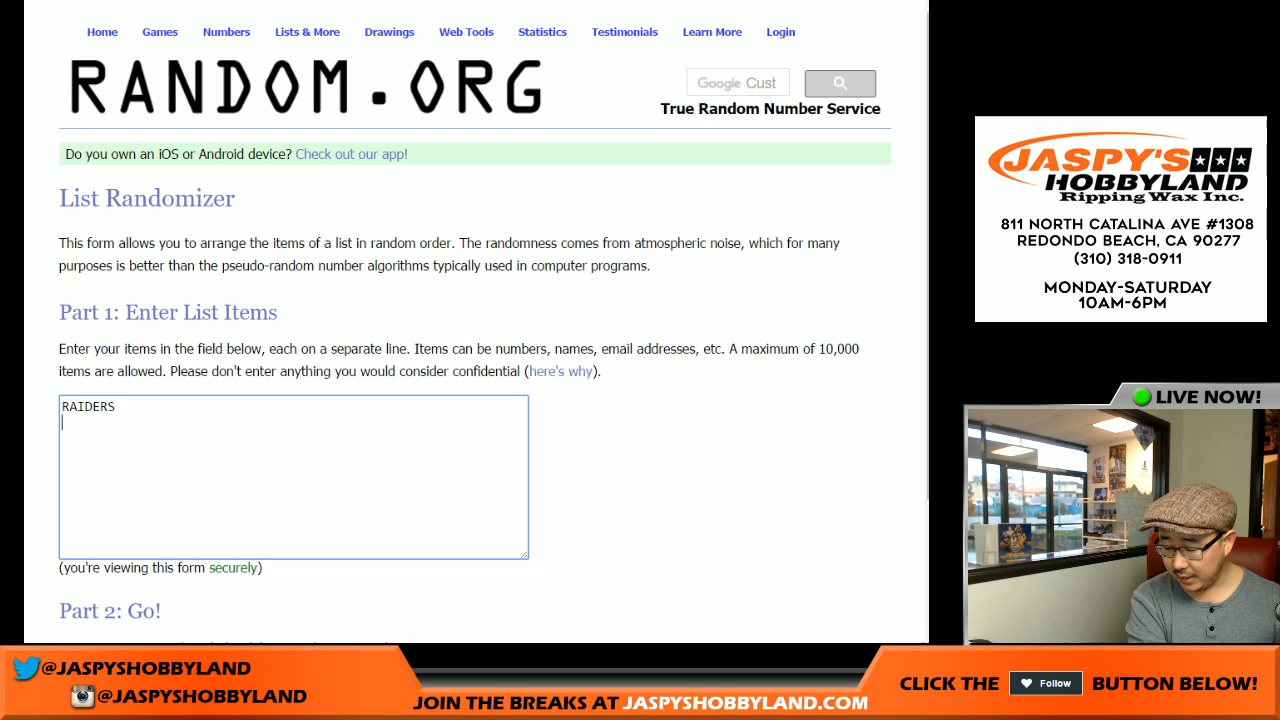 Home Games Numbers Lists & More Drawings Web Tools Statistics Testimonials Learn More Login
RANDOM.ORG
Google Cust
True Random Number Service
Do you own an iOS or Android device? Check out our app!
List Randomizer
This form allows you to arrange the items of a list in random order. The randomness comes from atmospheric noise, which for many
purposes is better than the pseudo-random number algorithms typically used in computer programs.
Part 1: Enter List Items
Enter your items in the field below, each on a separate line. Items can be numbers, names, email addresses, etc. A maximum of 10,000
items are allowed. Please don't enter anything you would consider confidential (here's why).
RAIDERS
(you're viewing this form securely)
Part 2: Go!
JASPY'S
HOBBYLAND
Ripping Wax Inc.
811 NORTH CATALINA AVE #1308
REDONDO BEACH, CA 90277
(310) 318-0911
MONDAY-SATURDAY
10AM-6PM
LIVE NOW!
@JASPYSHOBBYLAND
@JASPYSHOBBYLAND
JOIN THE BREAKS AT JASPYSHOBBYLAND.COM
CLICK THE Follow BUTTON BELOW!